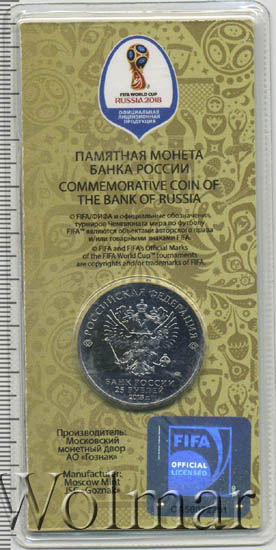 FIFA WORLD CUP
RUSSIA 2018
ОФИЦИАЛЬНАЯ
ЛИЦЕНЗИОННАЯ
ПРОДУКЦИЯ
ПАМЯТНАЯ МОНЕТА
БАНКА РОССИИ
COMMEMORATIVE COIN OF
THE BANK OF RUSSIA
© FIFA/ФИФА и официальные обозначения
турниров Чемпионата мира по футболу
FIFA™ являются объектами авторского права
и/или товарными знаками FIFA.
© FIFA and FIFA's Official Marks
of the FIFA World Cup™ tournaments
are copyrights and/or trademarks of FIFA.
РОССИЙСКАЯ ФЕДЕРАЦИЯ
БАНК РОССИИ
25 РУБЛЕЙ
2018 г.
Производитель:
Московский
монетный двор
АО «Гознак»
Manufacturer:
Moscow Mint
JSC «Goznak»
FIFA
OFFICIAL
LICENSED
Wolmar